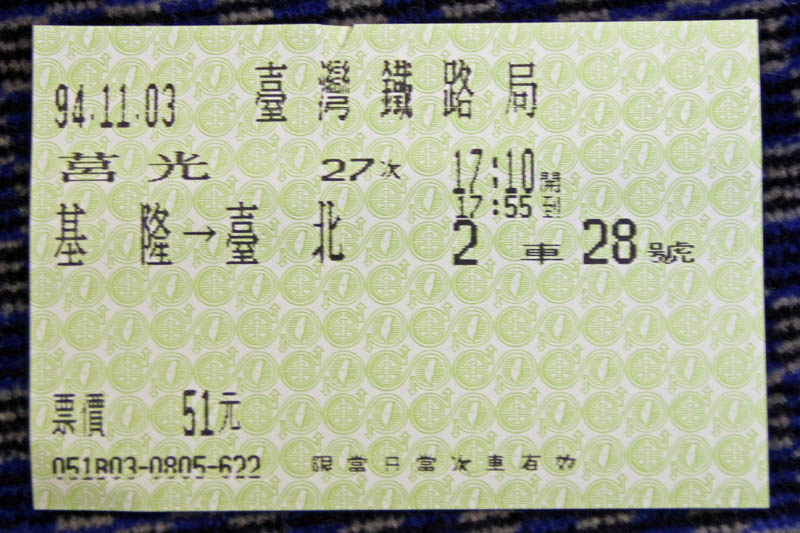 94.11.03 臺灣鐵路局
莒光 27次 17:10開
17:55到
基隆→臺北 2車28號
票價 51元
051B03-0805-622 限當日當次車有效